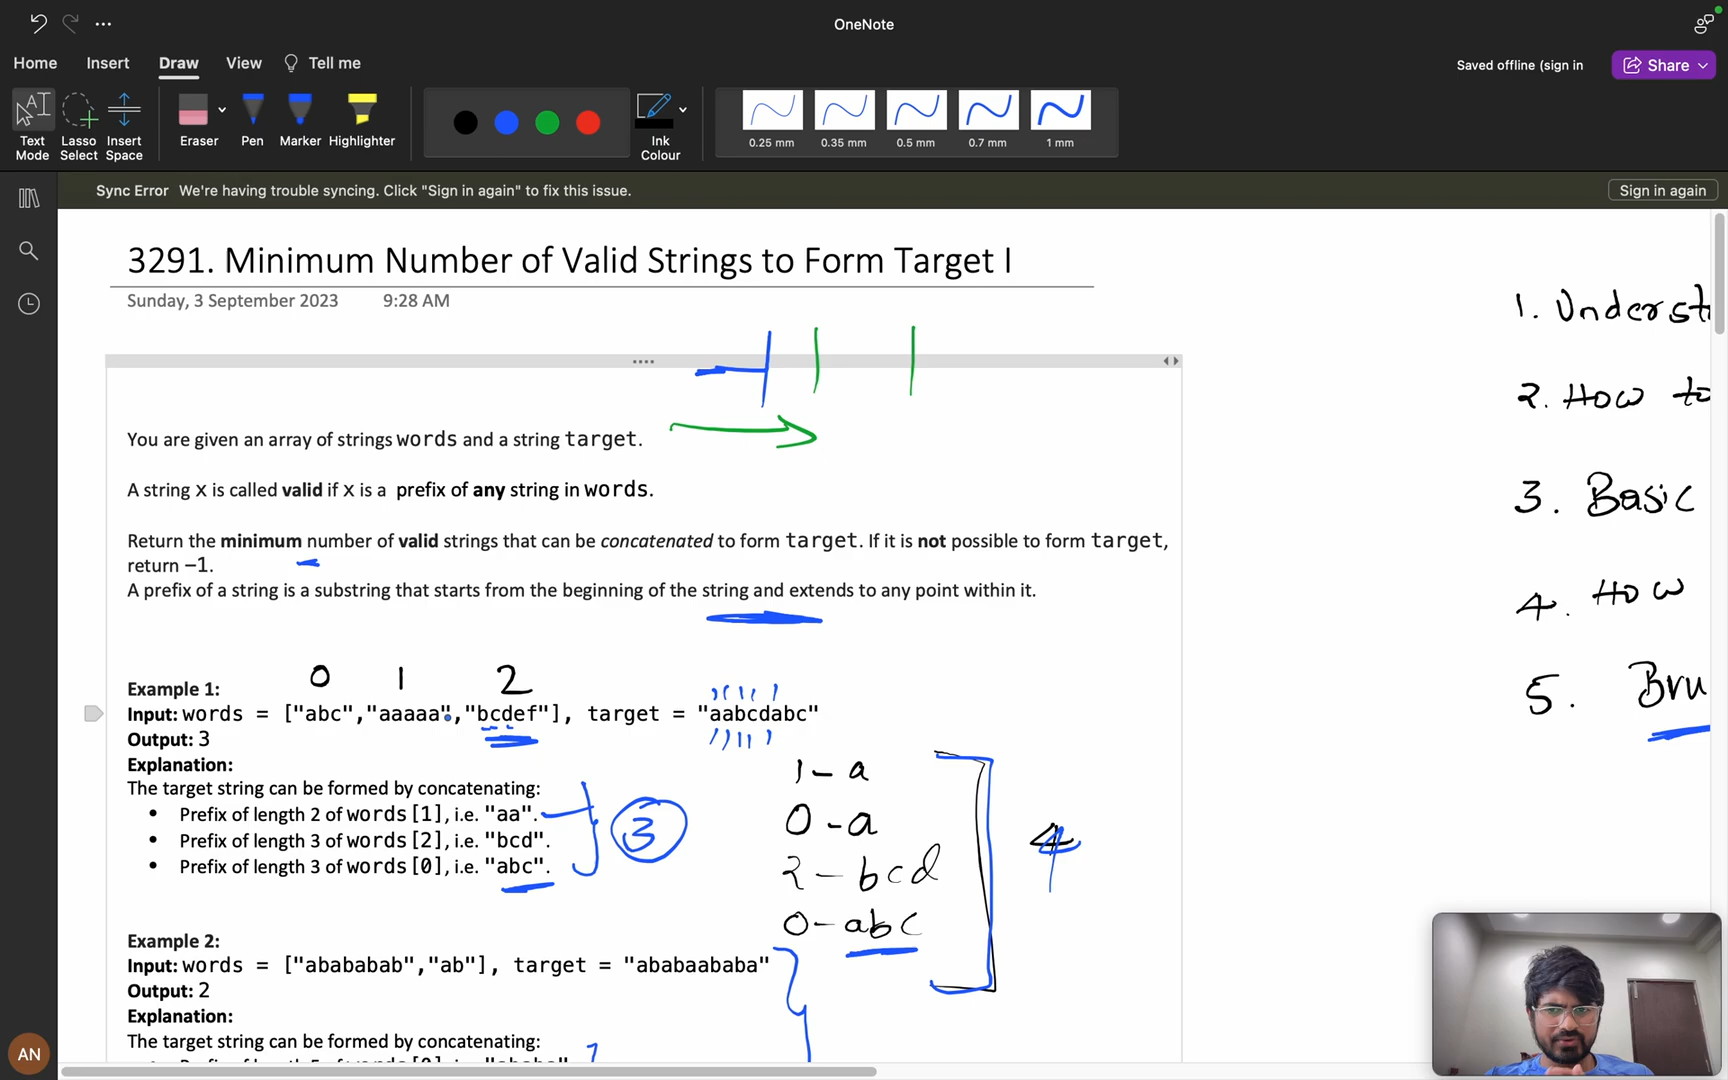 OneNote
Home Insert Draw View Tell me
Saved offline (sign in
Share
Text Mode
Lasso Select
Insert Space
Eraser
Pen
Marker
Highlighter
Ink Colour
0.25 mm
0.35 mm
0.5 mm
0.7 mm
1 mm
Sync Error We're having trouble syncing. Click "Sign in again" to fix this issue.
Sign in again
3291. Minimum Number of Valid Strings to Form Target I
Sunday, 3 September 2023 9:28 AM
You are given an array of strings words and a string target.
A string x is called valid if x is a prefix of any string in words.
Return the minimum number of valid strings that can be concatenated to form target. If it is not possible to form target,
return −1.
A prefix of a string is a substring that starts from the beginning of the string and extends to any point within it.
0 1 2
Example 1:
Input: words = ["abc","aaaaa","bcdef"], target = "aabcdabc"
Output: 3
Explanation:
The target string can be formed by concatenating:
• Prefix of length 2 of words[1], i.e. "aa".
• Prefix of length 3 of words[2], i.e. "bcd".
• Prefix of length 3 of words[0], i.e. "abc".
3
1 - a
0 - a
2 - bcd
0 - abc
4
Example 2:
Input: words = ["abababab","ab"], target = "ababaababa"
Output: 2
Explanation:
The target string can be formed by concatenating:
1. Underst
2. How to
3. Basic
4. How
5. Bru
AN